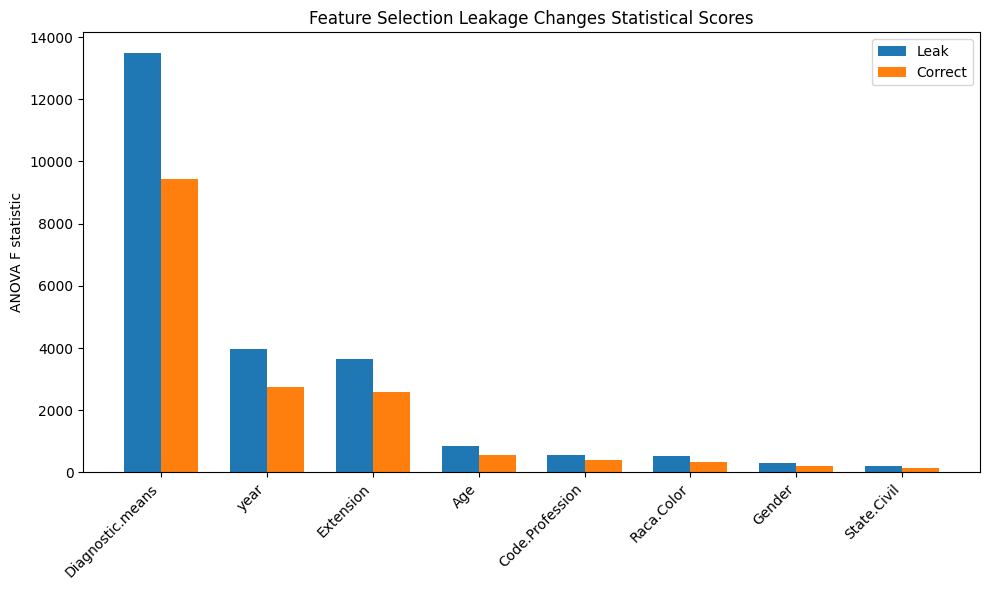 Feature Selection Leakage Changes Statistical Scores
Leak
Correct
ANOVA F statistic
14000
12000
10000
8000
6000
4000
2000
0
Diagnostic.means
year
Extension
Age
Code.Profession
Raca.Color
Gender
State.Civil